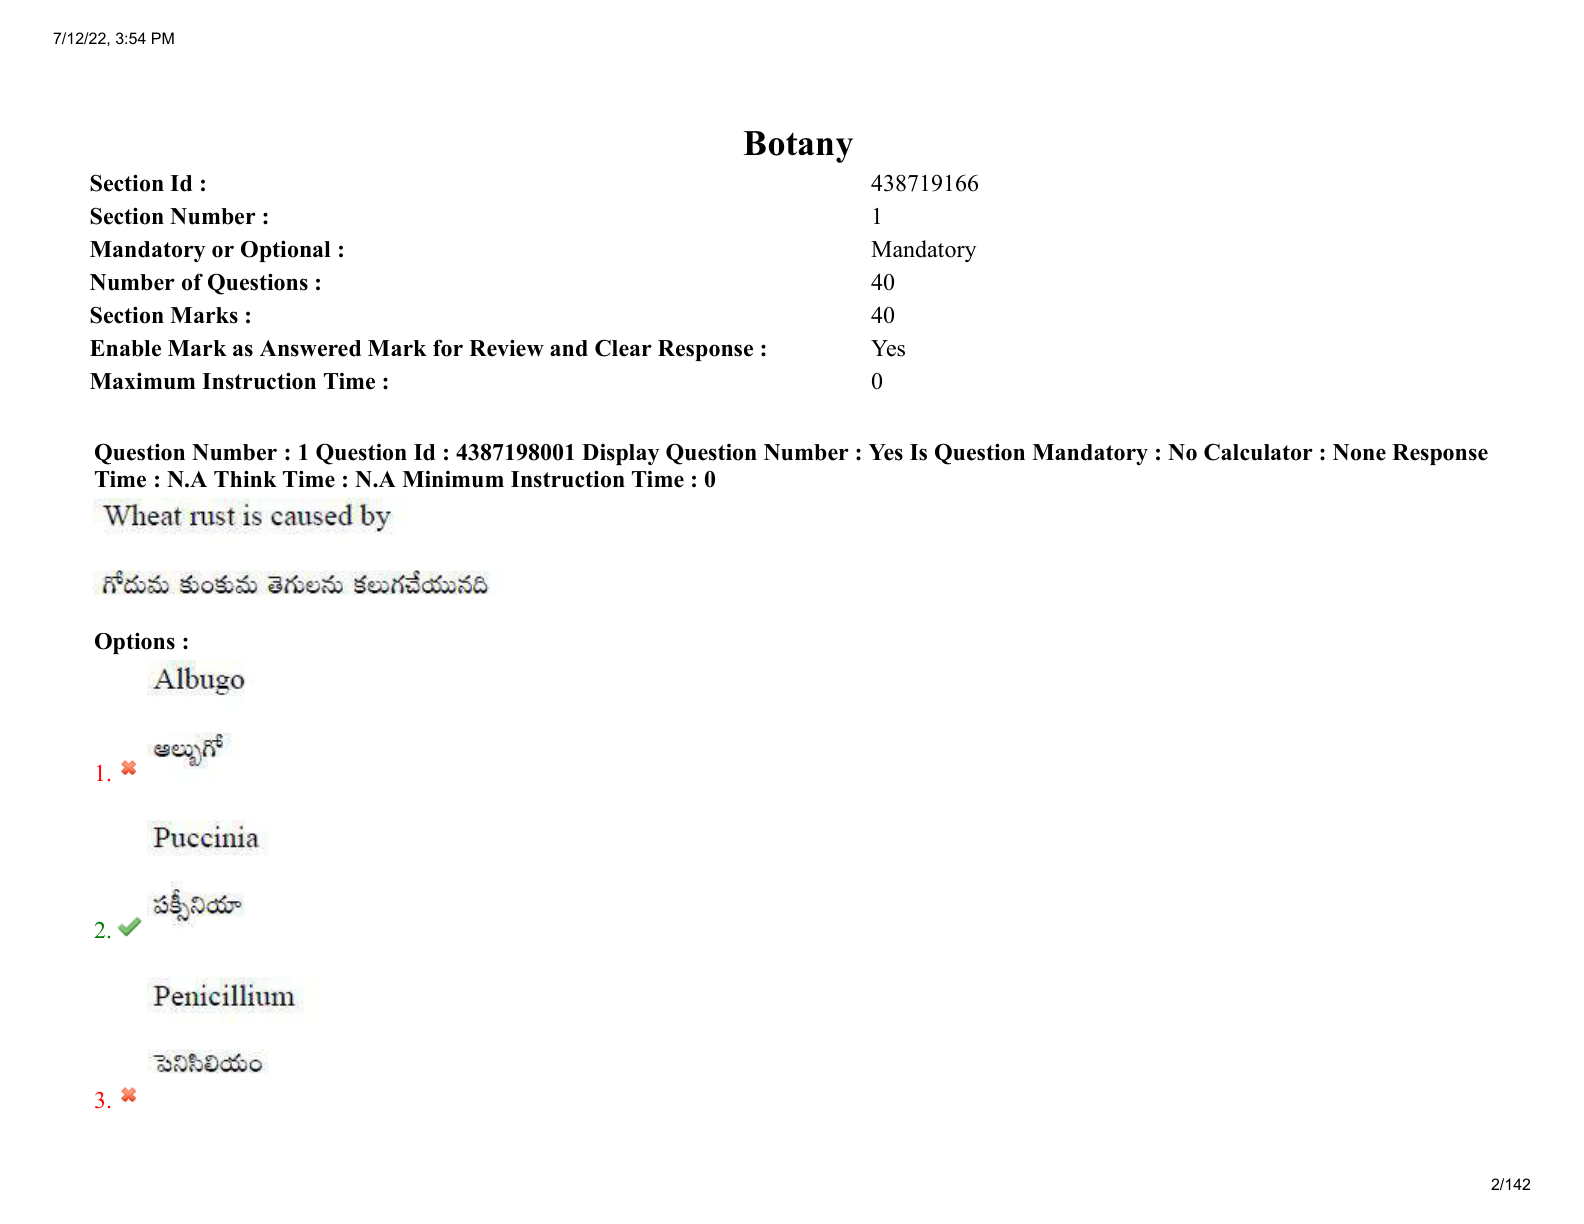 7/12/22, 3:54 PM
Botany
Section Id : 438719166
Section Number : 1
Mandatory or Optional : Mandatory
Number of Questions : 40
Section Marks : 40
Enable Mark as Answered Mark for Review and Clear Response : Yes
Maximum Instruction Time : 0
Question Number : 1 Question Id : 4387198001 Display Question Number : Yes Is Question Mandatory : No Calculator : None Response
Time : N.A Think Time : N.A Minimum Instruction Time : 0
Wheat rust is caused by
గోదుమ కుంకుమ తెగులను కలుగచేయునది
Options :
Albugo
ఆల్బుగో
1.
Puccinia
పక్సీనియా
2.
Penicillium
పెనిసిలియం
3.
2/142